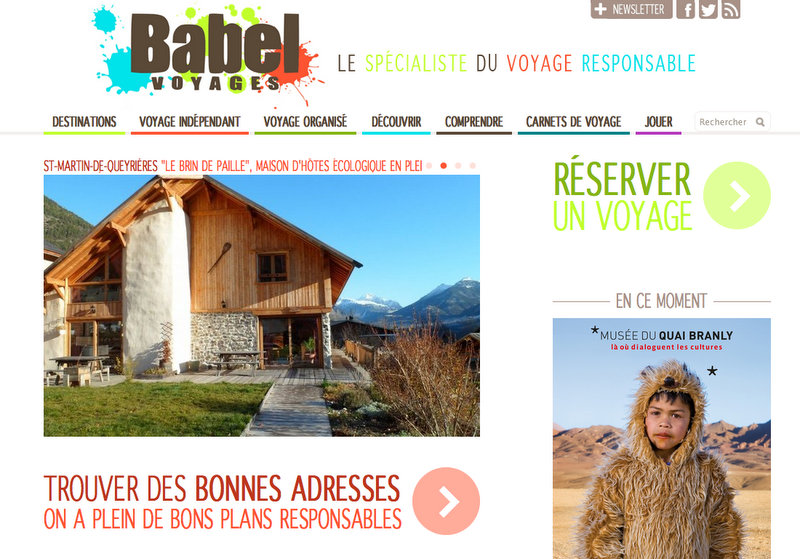 NEWSLETTER
Babel
VOYAGES
LE SPÉCIALISTE DU VOYAGE RESPONSABLE
DESTINATIONS
VOYAGE INDÉPENDANT
VOYAGE ORGANISÉ
DÉCOUVRIR
COMPRENDRE
CARNETS DE VOYAGE
JOUER
Rechercher
ST-MARTIN-DE-QUEYRIÈRES "LE BRIN DE PAILLE", MAISON D'HÔTES ÉCOLOGIQUE EN PLEI
RÉSERVER
UN VOYAGE
EN CE MOMENT
*MUSÉE DU QUAI BRANLY
là où dialoguent les cultures
*
TROUVER DES BONNES ADRESSES
ON A PLEIN DE BONS PLANS RESPONSABLES